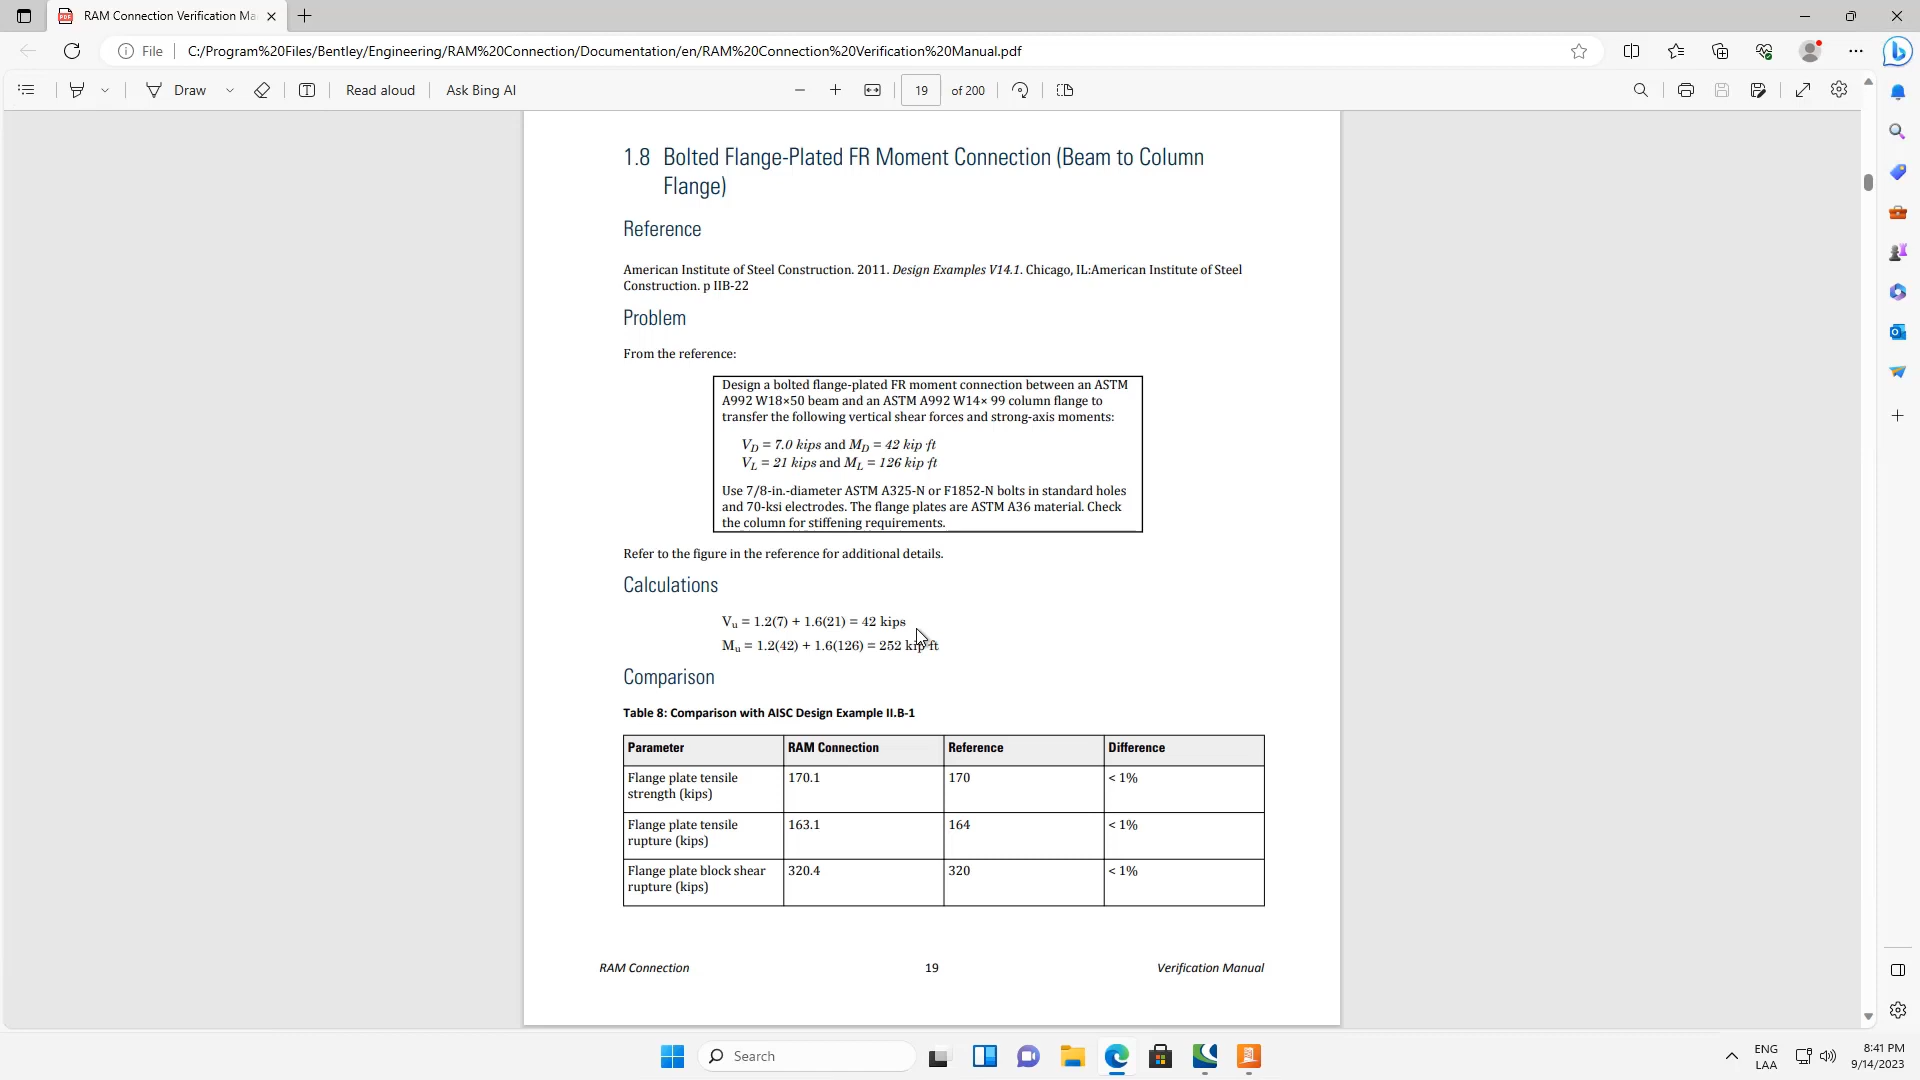 RAM Connection Verification Ma
File
C:/Program%20Files/Bentley/Engineering/RAM%20Connection/Documentation/en/RAM%20Connection%20Verification%20Manual.pdf
Draw
Read aloud
Ask Bing AI
19
of 200
1.8 Bolted Flange-Plated FR Moment Connection (Beam to Column
Flange)
Reference
American Institute of Steel Construction. 2011. Design Examples V14.1. Chicago, IL:American Institute of Steel
Construction. p IIB-22
Problem
From the reference:
Design a bolted flange-plated FR moment connection between an ASTM
A992 W18×50 beam and an ASTM A992 W14× 99 column flange to
transfer the following vertical shear forces and strong-axis moments:
VD = 7.0 kips and MD = 42 kip·ft
VL = 21 kips and ML = 126 kip·ft
Use 7/8-in.-diameter ASTM A325-N or F1852-N bolts in standard holes
and 70-ksi electrodes. The flange plates are ASTM A36 material. Check
the column for stiffening requirements.
Refer to the figure in the reference for additional details.
Calculations
Vu = 1.2(7) + 1.6(21) = 42 kips
Mu = 1.2(42) + 1.6(126) = 252 kip·ft
Comparison
Table 8: Comparison with AISC Design Example II.B-1
Parameter RAM Connection Reference Difference
Flange plate tensile 170.1 170 < 1%
strength (kips)
Flange plate tensile 163.1 164 < 1%
rupture (kips)
Flange plate block shear 320.4 320 < 1%
rupture (kips)
RAM Connection 19 Verification Manual
Search
ENG
LAA
8:41 PM
9/14/2023